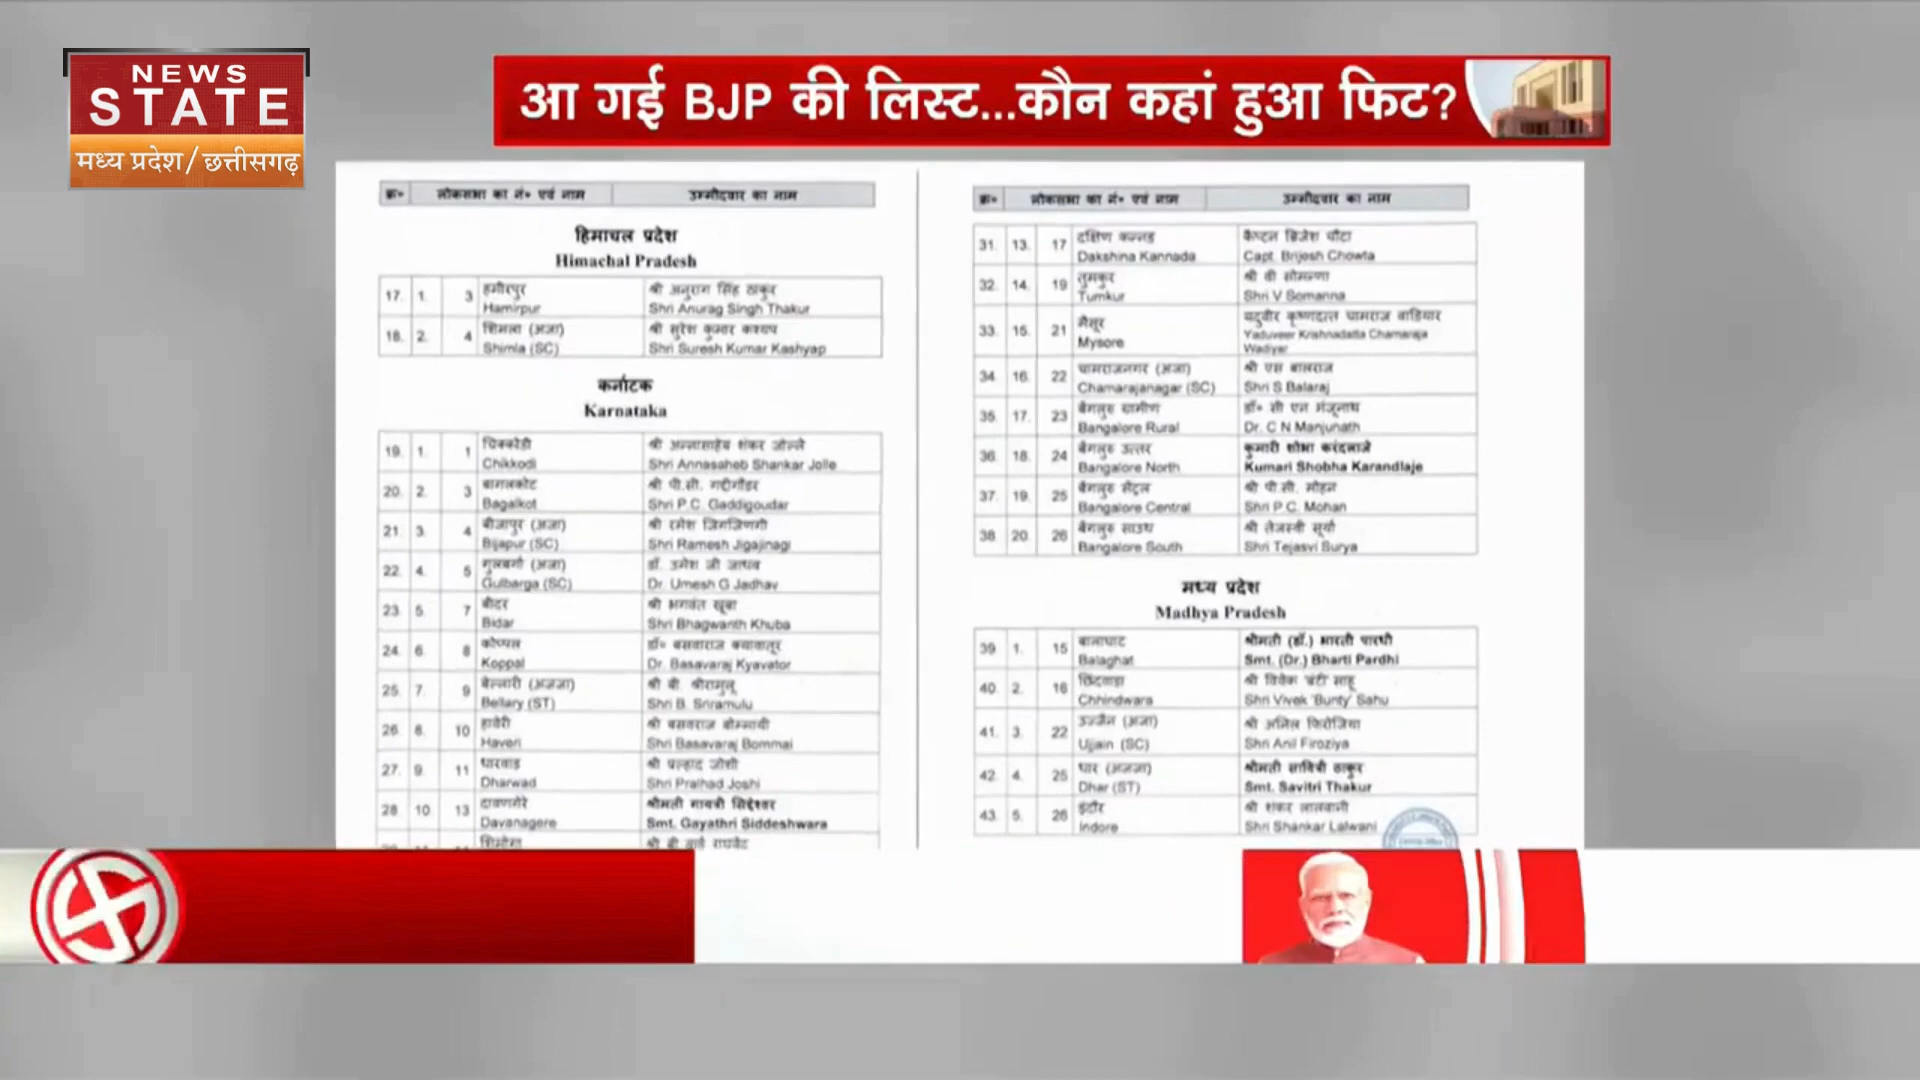 NEWS
STATE
मध्य प्रदेश/छत्तीसगढ़
आ गई BJP की लिस्ट...कौन कहां हुआ फिट?
क्र॰ लोकसभा का नं॰ एवं नाम उम्मीदवार का नाम
हिमाचल प्रदेश
Himachal Pradesh
17. 1. 3 हमीरपुर श्री अनुराग सिंह ठाकुर
Hamirpur Shri Anurag Singh Thakur
18. 2. 4 शिमला (अजा) श्री सुरेश कुमार कश्यप
Shimla (SC) Shri Suresh Kumar Kashyap
कर्नाटक
Karnataka
19. 1. 1 चिक्कोडी श्री अन्नासाहेब शंकर जोल्ले
Chikkodi Shri Annasaheb Shankar Jolle
20. 2. 3 बागलकोट श्री पी.सी. गद्दीगौडर
Bagalkot Shri P.C. Gaddigoudar
21. 3. 4 बीजापुर (अजा) श्री रमेश जिगजिणगी
Bijapur (SC) Shri Ramesh Jigajinagi
22. 4. 5 गुलबर्गा (अजा) डॉ. उमेश जी जाधव
Gulbarga (SC) Dr. Umesh G Jadhav
23. 5. 7 बीदर श्री भगवंत खूबा
Bidar Shri Bhagwanth Khuba
24. 6. 8 कोप्पल डॉ॰ बसवाराज क्यावातूर
Koppal Dr. Basavaraj Kyavator
25. 7. 9 बेल्लारी (अजजा) श्री बी. श्रीरामुलू
Bellary (ST) Shri B. Sriramulu
26. 8. 10 हावेरी श्री बसवराज बोम्मायी
Haveri Shri Basavaraj Bommai
27. 9. 11 धारवाड़ श्री प्रल्हाद जोशी
Dharwad Shri Pralhad Joshi
28 10. 13 दावणगेरे श्रीमती गायत्री सिद्देश्वर
Davanagere Smt. Gayathri Siddeshwara
क्र॰ लोकसभा का नं॰ एवं नाम उम्मीदवार का नाम
31. 13. 17 दक्षिण कन्नड़ कैप्टन ब्रिजेश चौटा
Dakshina Kannada Capt. Brijesh Chowta
32. 14. 19 तुमकुर श्री वी सोमन्ना
Tumkur Shri V Somanna
33. 15. 21 मैसूर यदुवीर कृष्णदत्त चामराज वाडियार
Mysore Yaduveer Krishnadatta Chamaraja
Wadiyar
34. 16. 22 चामराजनगर (अजा) श्री एस बालराज
Chamarajanagar (SC) Shri S Balaraj
35. 17. 23 बैंगलुरु ग्रामीण डॉ॰ सी एन मंजूनाथ
Bangalore Rural Dr. C N Manjunath
36. 18. 24 बैंगलुरु उत्तर कुमारी शोभा करंदलाजे
Bangalore North Kumari Shobha Karandlaje
37. 19. 25 बैंगलुरु सेंट्रल श्री पी.सी. मोहन
Bangalore Central Shri P.C. Mohan
38 20. 26 बैंगलुरु साउथ श्री तेजस्वी सूर्या
Bangalore South Shri Tejasvi Surya
मध्य प्रदेश
Madhya Pradesh
39. 1. 15 बालाघाट श्रीमती (डॉ.) भारती पारधी
Balaghat Smt. (Dr.) Bharti Pardhi
40. 2. 16 छिंदवाड़ा श्री विवेक 'बंटी' साहू
Chhindwara Shri Vivek 'Bunty' Sahu
41. 3. 22 उज्जैन (अजा) श्री अनिल फिरोजिया
Ujjain (SC) Shri Anil Firoziya
42. 4. 25 धार (अजजा) श्रीमती सावित्री ठाकुर
Dhar (ST) Smt. Savitri Thakur
43. 5. 26 इंदौर श्री शंकर लालवानी
Indore Shri Shankar Lalwani